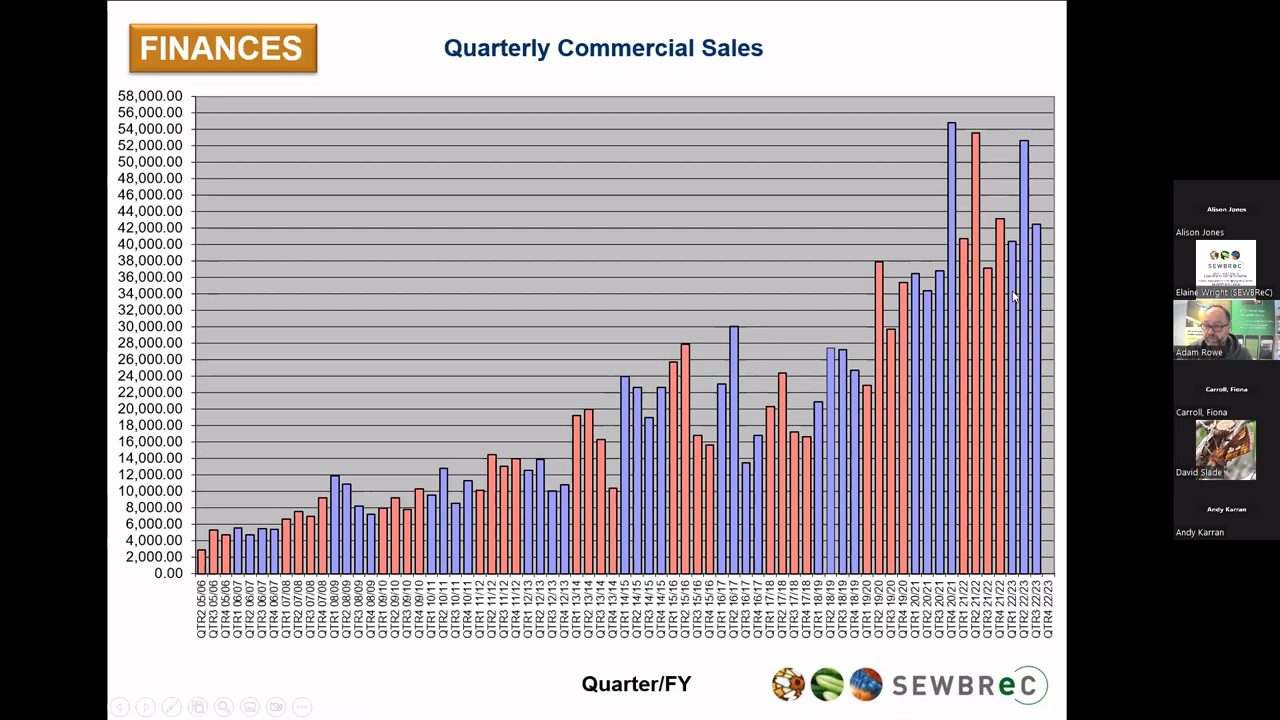 FINANCES
Quarterly Commercial Sales
58,000.00
56,000.00
54,000.00
52,000.00
50,000.00
48,000.00
46,000.00
44,000.00
42,000.00
40,000.00
38,000.00
36,000.00
34,000.00
32,000.00
30,000.00
28,000.00
26,000.00
24,000.00
22,000.00
20,000.00
18,000.00
16,000.00
14,000.00
12,000.00
10,000.00
8,000.00
6,000.00
4,000.00
2,000.00
0.00
QTR2 05/06
QTR3 05/06
QTR4 05/06
QTR1 06/07
QTR2 06/07
QTR3 06/07
QTR4 06/07
QTR1 07/08
QTR2 07/08
QTR3 07/08
QTR4 07/08
QTR1 08/09
QTR2 08/09
QTR3 08/09
QTR4 08/09
QTR1 09/10
QTR2 09/10
QTR3 09/10
QTR4 09/10
QTR1 10/11
QTR2 10/11
QTR3 10/11
QTR4 10/11
QTR1 11/12
QTR2 11/12
QTR3 11/12
QTR4 11/12
QTR1 12/13
QTR2 12/13
QTR3 12/13
QTR4 12/13
QTR1 13/14
QTR2 13/14
QTR3 13/14
QTR4 13/14
QTR1 14/15
QTR2 14/15
QTR3 14/15
QTR4 14/15
QTR1 15/16
QTR2 15/16
QTR3 15/16
QTR4 15/16
QTR1 16/17
QTR2 16/17
QTR3 16/17
QTR4 16/17
QTR1 17/18
QTR2 17/18
QTR3 17/18
QTR4 17/18
QTR1 18/19
QTR2 18/19
QTR3 18/19
QTR4 18/19
QTR1 19/20
QTR2 19/20
QTR3 19/20
QTR4 19/20
QTR1 20/21
QTR2 20/21
QTR3 20/21
QTR4 20/21
QTR1 21/22
QTR2 21/22
QTR3 21/22
QTR4 21/22
QTR1 22/23
QTR2 22/23
QTR3 22/23
QTR4 22/23
Quarter/FY
SEWBReC
Alison Jones
Alison Jones
SEWBReC
Elaine Wright (SEWBReC)
Adam Rowe
Carroll, Fiona
Carroll, Fiona
David Slade
Andy Karran
Andy Karran